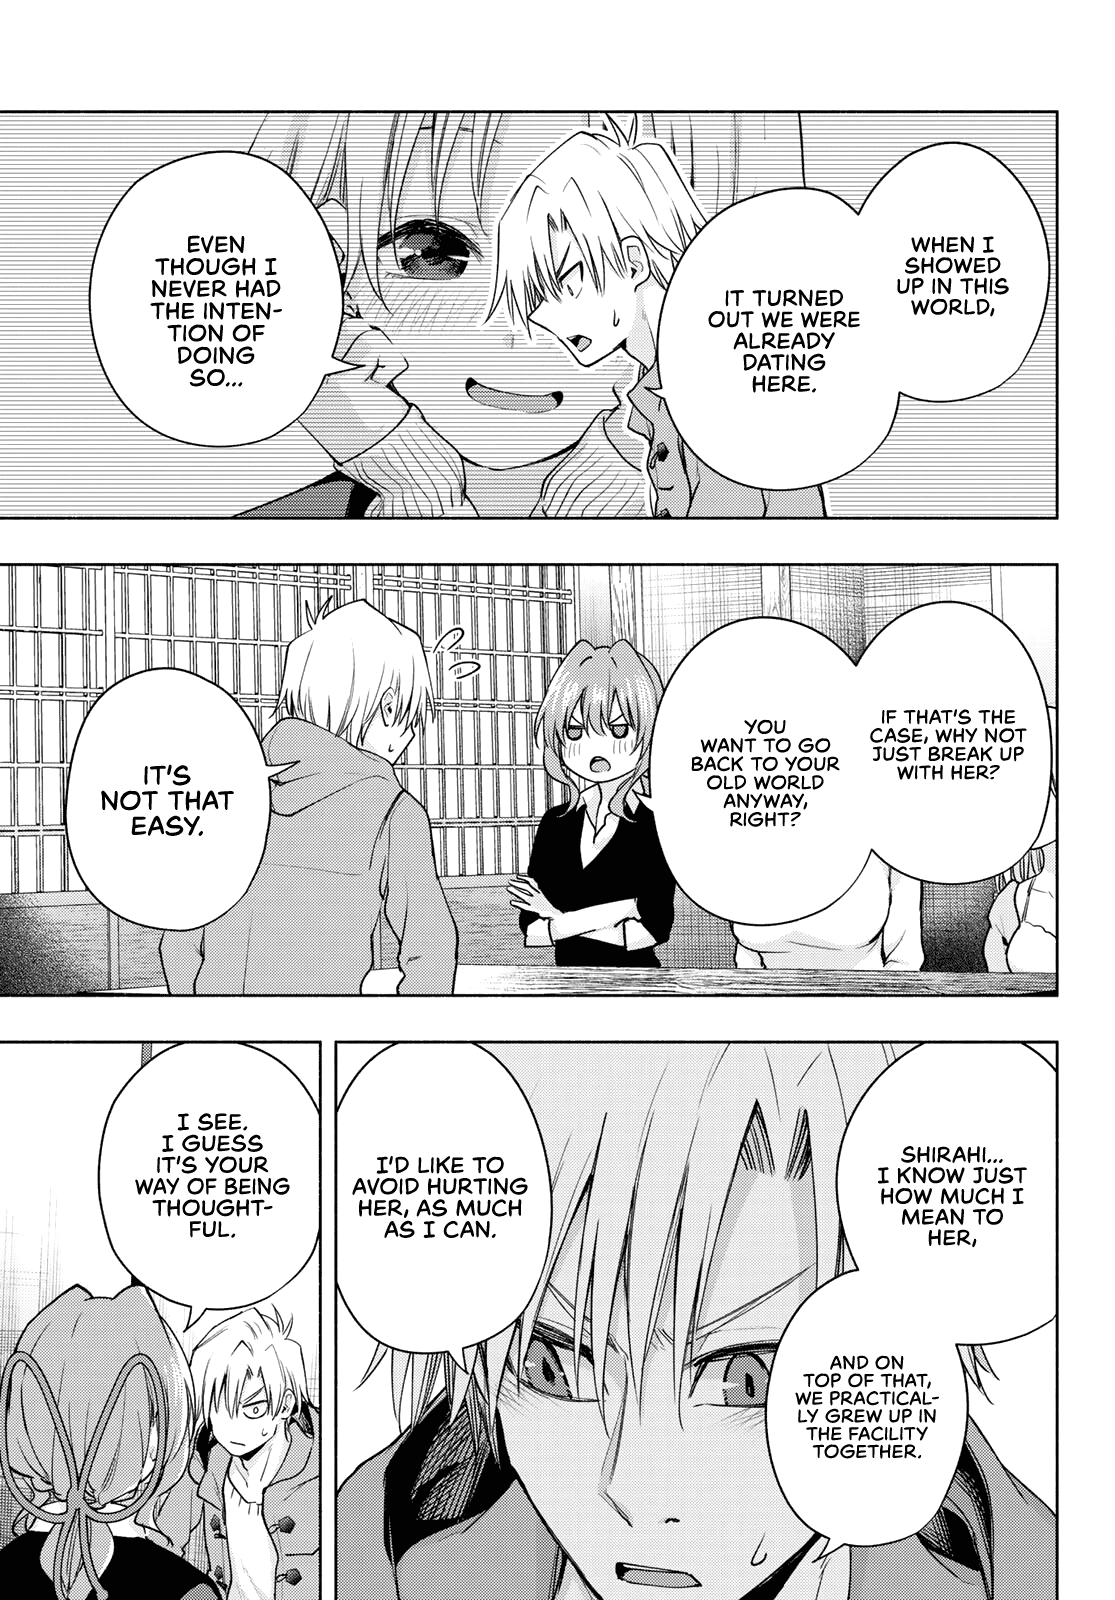 WHEN I
SHOWED
UP IN THIS
WORLD,
IT TURNED
OUT WE WERE
ALREADY
DATING
HERE.
EVEN
THOUGH I
NEVER HAD
THE INTEN-
TION OF
DOING
SO...
IF THAT'S THE
CASE, WHY NOT
JUST BREAK UP
WITH HER?
YOU
WANT TO GO
BACK TO YOUR
OLD WORLD
ANYWAY,
RIGHT?
IT'S
NOT THAT
EASY.
SHIRAHI...
I KNOW JUST
HOW MUCH I
MEAN TO
HER,
AND ON
TOP OF THAT,
WE PRACTICAL-
LY GREW UP IN
THE FACILITY
TOGETHER.
I'D LIKE TO
AVOID HURTING
HER, AS MUCH
AS I CAN.
I SEE.
I GUESS
IT'S YOUR
WAY OF BEING
THOUGHT-
FUL.